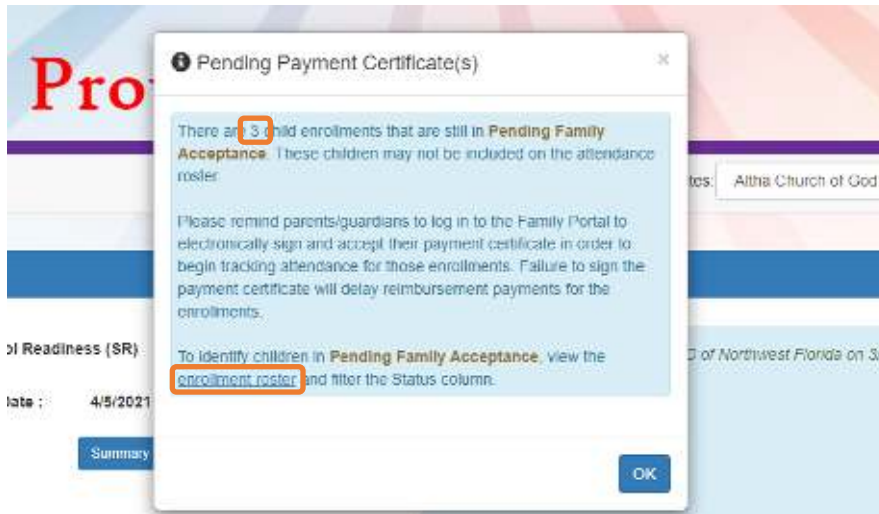 Pro
Pending Payment Certificate(s)
×
There are 3 child enrollments that are still in Pending Family
Acceptance. These children may not be included on the attendance
roster.
tes: Altha Church of God
Please remind parents/guardians to log in to the Family Portal to
electronically sign and accept their payment certificate in order to
begin tracking attendance for those enrollments. Failure to sign the
payment certificate will delay reimbursement payments for the
enrollments.
ol Readiness (SR)
To identify children in Pending Family Acceptance, view the
of Northwest Florida on 3/
enrollment roster and filter the Status column.
Date : 4/5/2021
Summary
OK